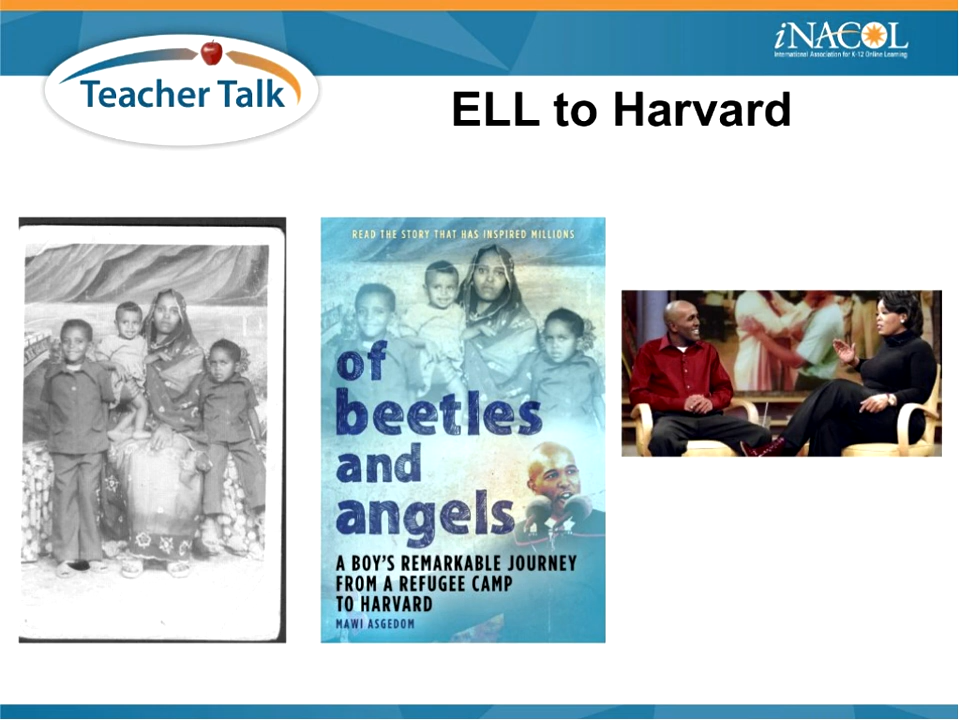 iNACOL
International Association for K-12 Online Learning
Teacher Talk
ELL to Harvard
READ THE STORY THAT HAS INSPIRED MILLIONS
of
beetles
and
angels
A BOY'S REMARKABLE JOURNEY
FROM A REFUGEE CAMP
TO HARVARD
MAWI ASGEDOM